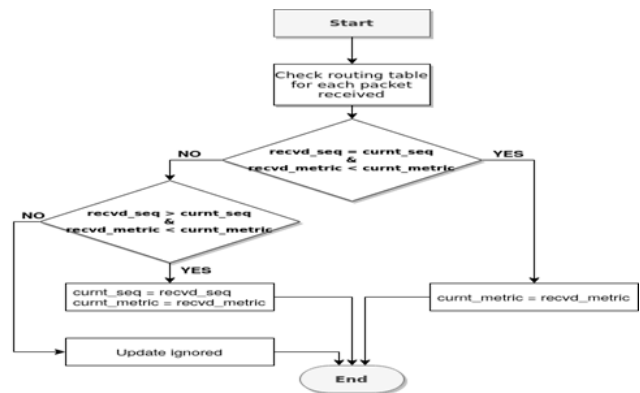 Start
Check routing table
for each packet
received
recvd_seq = curnt_seq
&
recvd_metric < curnt_metric
NO
YES
recvd_seq > curnt_seq
&
recvd_metric < curnt_metric
NO
YES
curnt_seq = recvd_seq
curnt_metric = recvd_metric
curnt_metric = recvd_metric
Update ignored
End